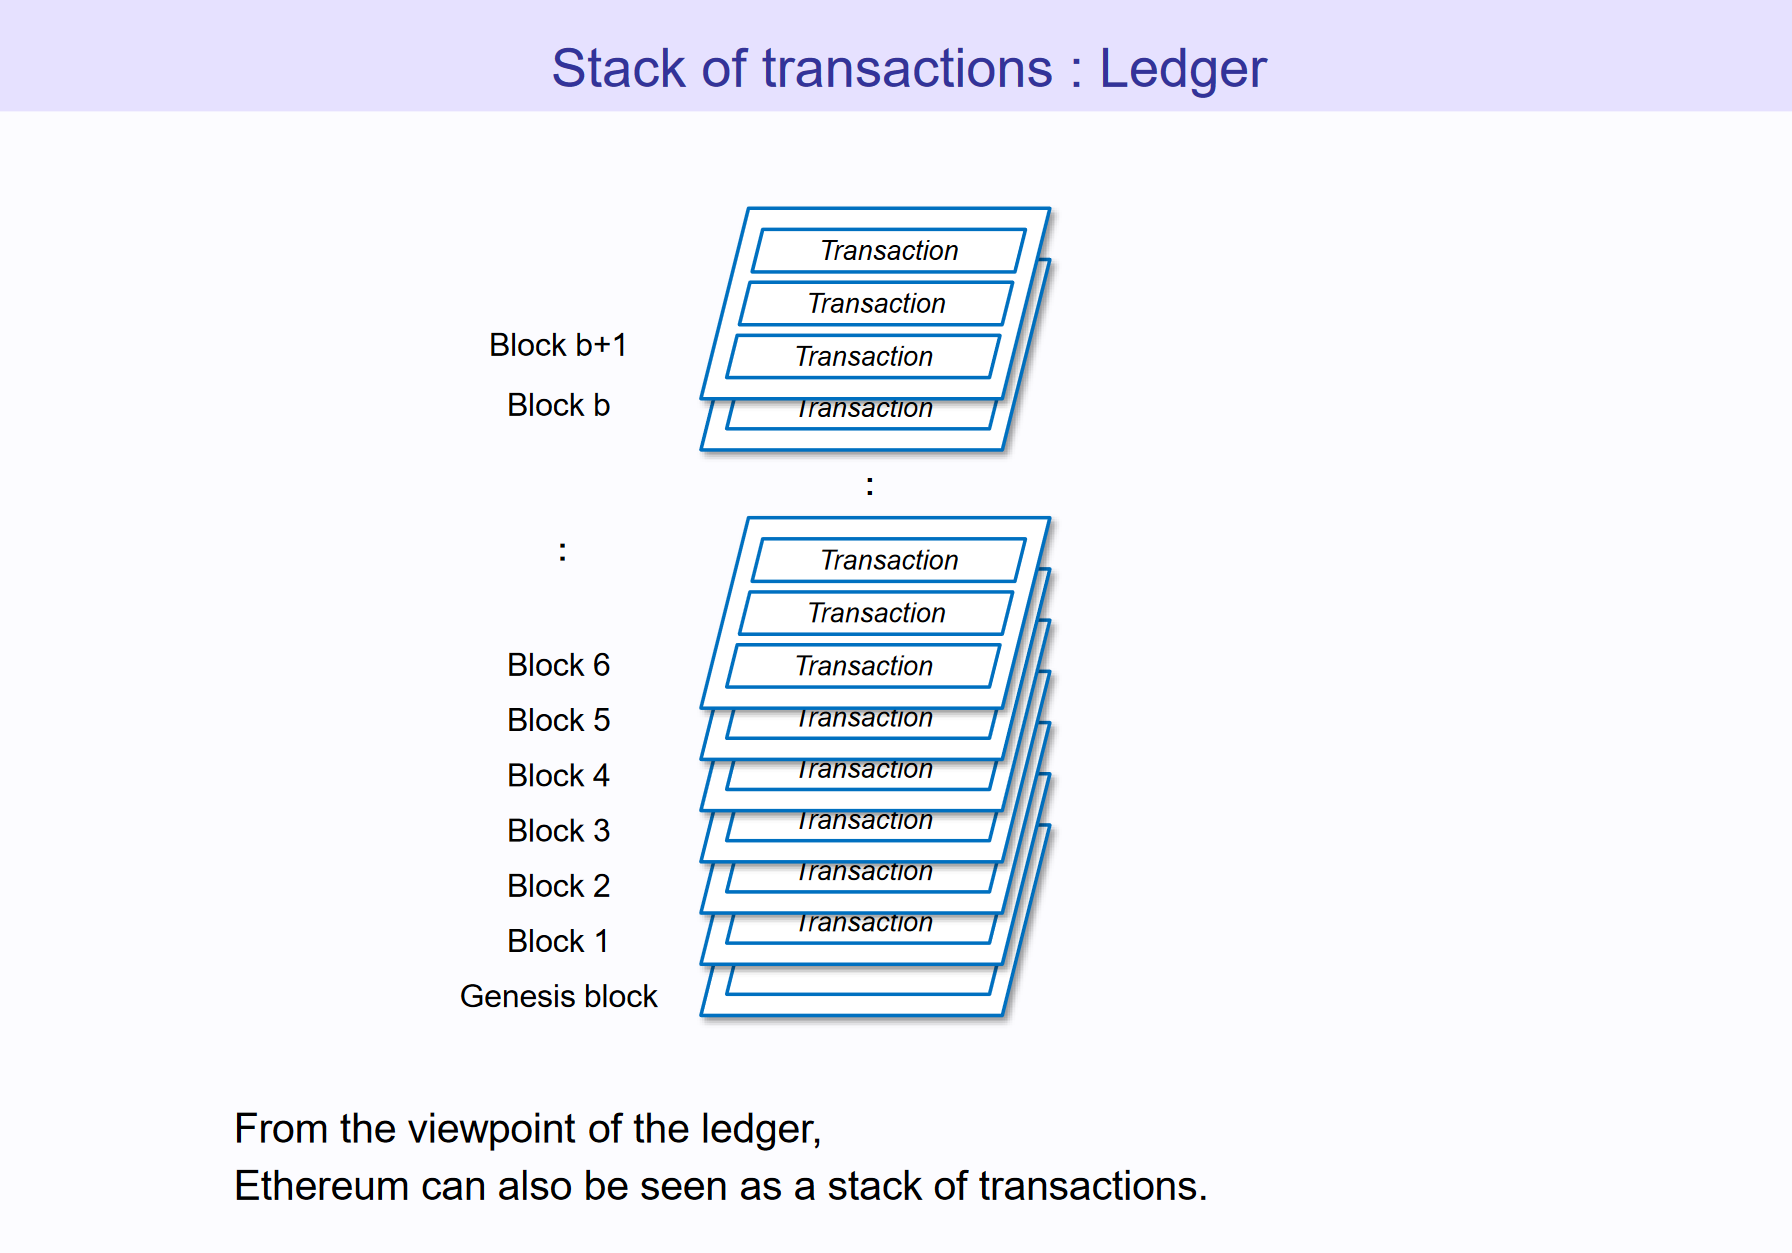 Stack of transactions : Ledger
Transaction
Transaction
Block b+1
Transaction
Block b
Transaction
:
:
Transaction
Transaction
Block 6
Transaction
Block 5
Transaction
Block 4
Transaction
Block 3
Transaction
Block 2
Transaction
Block 1
Transaction
Genesis block
From the viewpoint of the ledger,
Ethereum can also be seen as a stack of transactions.